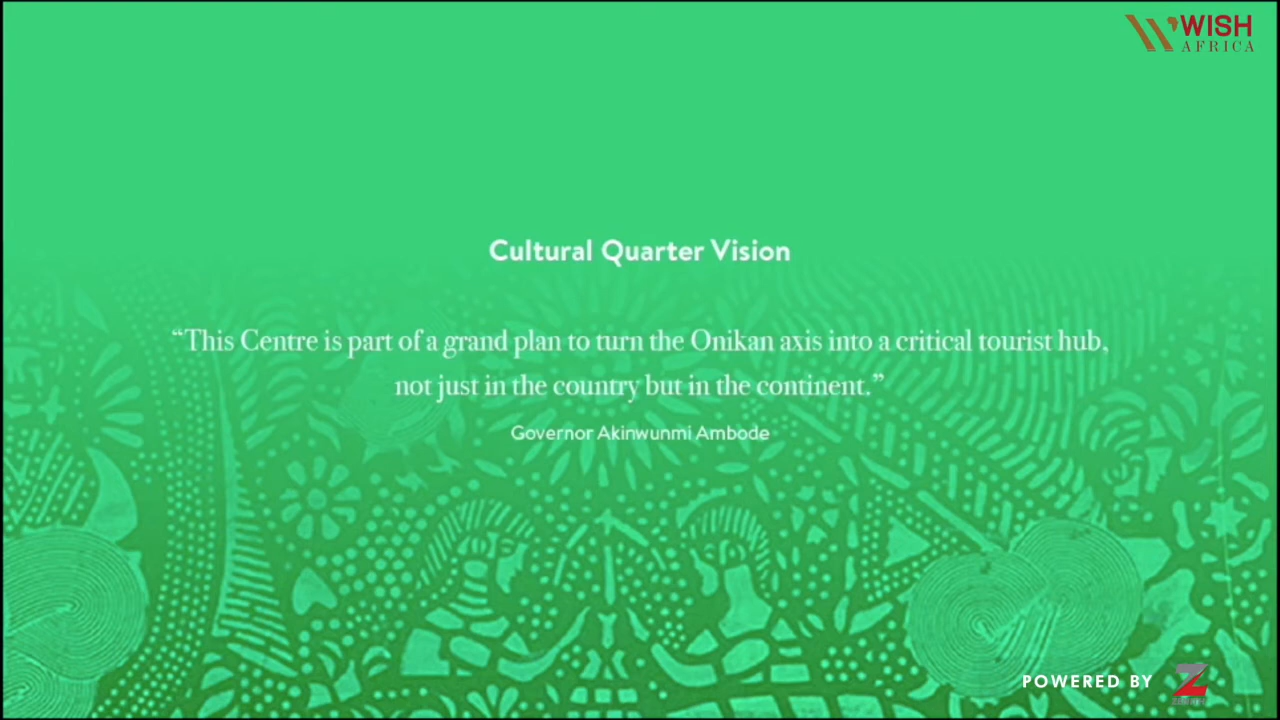 WISH
AFRICA
Cultural Quarter Vision
“This Centre is part of a grand plan to turn the Onikan axis into a critical tourist hub,
not just in the country but in the continent.”
Governor Akinwunmi Ambode
POWERED BY